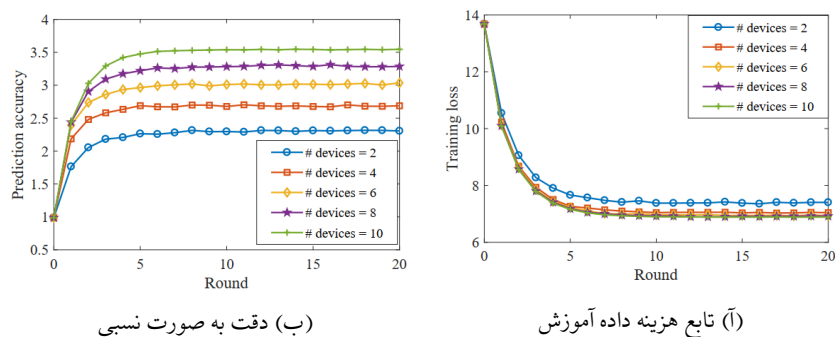 3.5
3
2.5
2
1.5
1
0.5
Prediction accuracy
# devices = 2
# devices = 4
# devices = 6
# devices = 8
# devices = 10
0 5 10 15 20
Round
(ب) دقت به صورت نسبی
14
12
10
8
6
Training loss
# devices = 2
# devices = 4
# devices = 6
# devices = 8
# devices = 10
0 5 10 15 20
Round
(آ) تابع هزینه داده آموزش